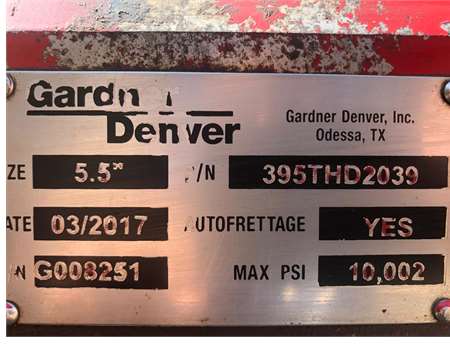 Gardner Denver, Inc.
Odessa, TX
Gardn
Denver
ZE 5.5" /N 395THD2039
ATE 03/2017 AUTOFRETTAGE YES
/N G008251 MAX PSI 10,002